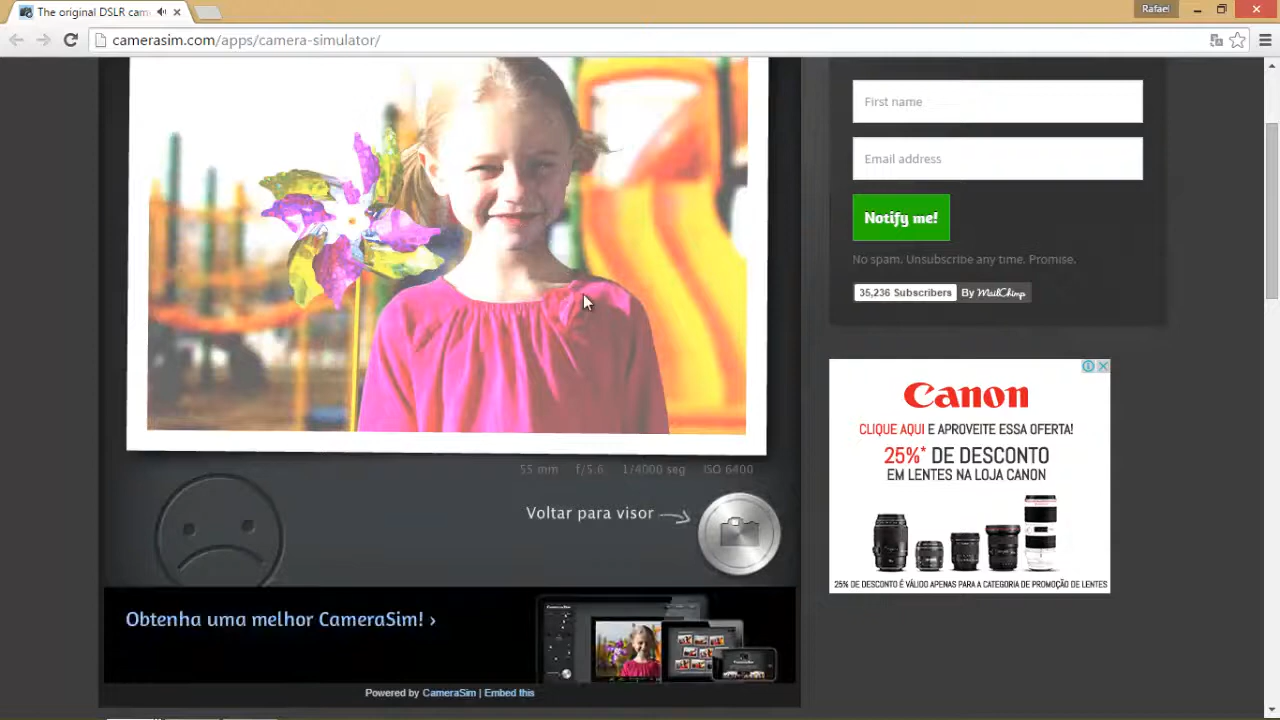 The original DSLR cam
Rafael
camerasim.com/apps/camera-simulator/
First name
Email address
Notify me!
No spam. Unsubscribe any time. Promise.
35,236 Subscribers By MailChimp
Canon
CLIQUE AQUI E APROVEITE ESSA OFERTA!
25%* DE DESCONTO
EM LENTES NA LOJA CANON
25% DE DESCONTO É VÁLIDO APENAS PARA A CATEGORIA DE PROMOÇÃO DE LENTES
55 mm f/5.6 1/4000 seg ISO 6400
Voltar para visor
Obtenha uma melhor CameraSim! ›
Powered by CameraSim | Embed this